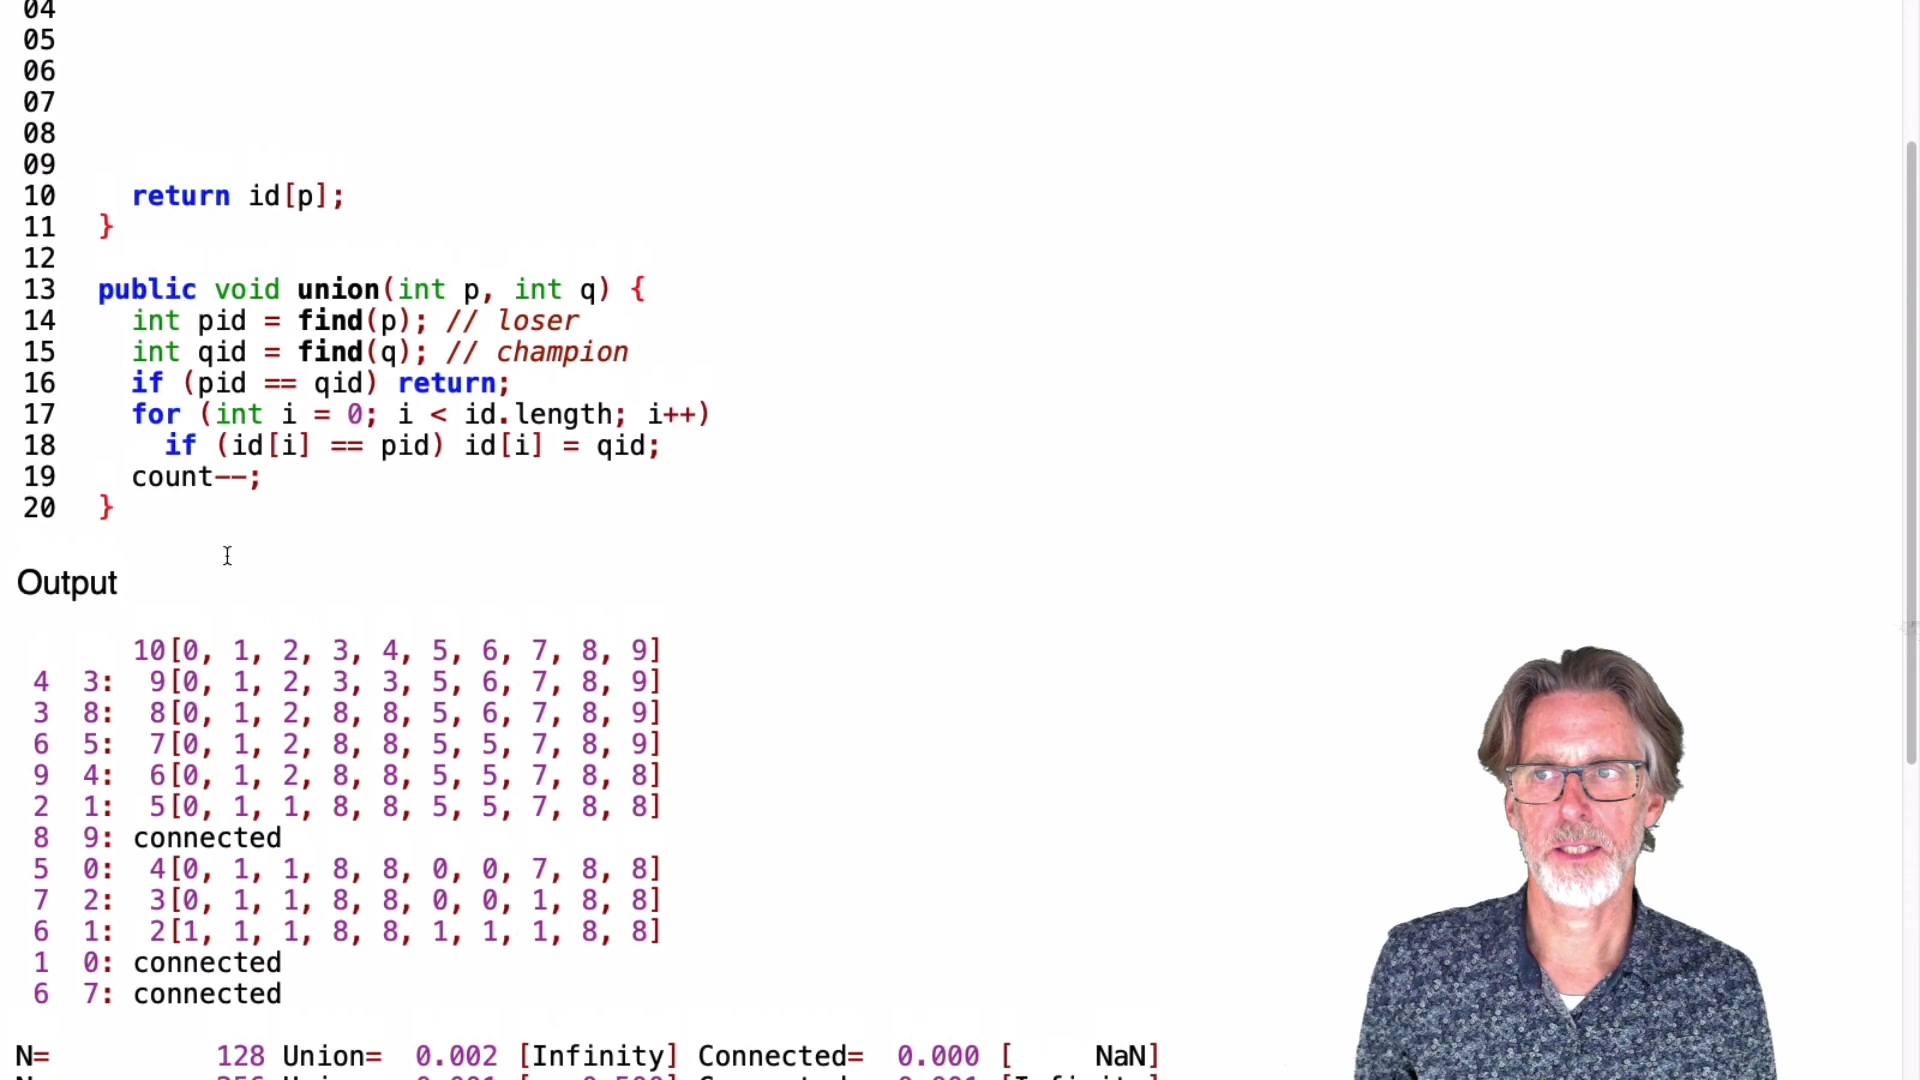 04
05
06
07
08
09
10 return id[p];
11 }
12
13 public void union(int p, int q) {
14 int pid = find(p); // loser
15 int qid = find(q); // champion
16 if (pid == qid) return;
17 for (int i = 0; i < id.length; i++)
18 if (id[i] == pid) id[i] = qid;
19 count--;
20 }
Output
10[0, 1, 2, 3, 4, 5, 6, 7, 8, 9]
4 3: 9[0, 1, 2, 3, 3, 5, 6, 7, 8, 9]
3 8: 8[0, 1, 2, 8, 8, 5, 6, 7, 8, 9]
6 5: 7[0, 1, 2, 8, 8, 5, 5, 7, 8, 9]
9 4: 6[0, 1, 2, 8, 8, 5, 5, 7, 8, 8]
2 1: 5[0, 1, 1, 8, 8, 5, 5, 7, 8, 8]
8 9: connected
5 0: 4[0, 1, 1, 8, 8, 0, 0, 7, 8, 8]
7 2: 3[0, 1, 1, 8, 8, 0, 0, 1, 8, 8]
6 1: 2[1, 1, 1, 8, 8, 1, 1, 1, 8, 8]
1 0: connected
6 7: connected
N= 128 Union= 0.002 [Infinity] Connected= 0.000 [ NaN]